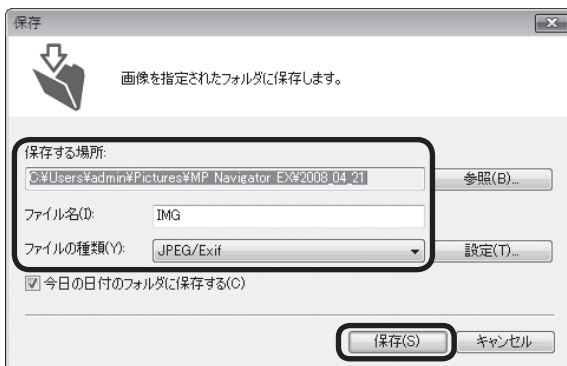 保存
画像を指定されたフォルダに保存します。
保存する場所:
C:¥Users¥admin¥Pictures¥MP Navigator EX¥2008_04_21
参照(B)...
ファイル名(I):
IMG
ファイルの種類(Y):
JPEG/Exif
設定(T)...
今日の日付のフォルダに保存する(C)
保存(S)
キャンセル